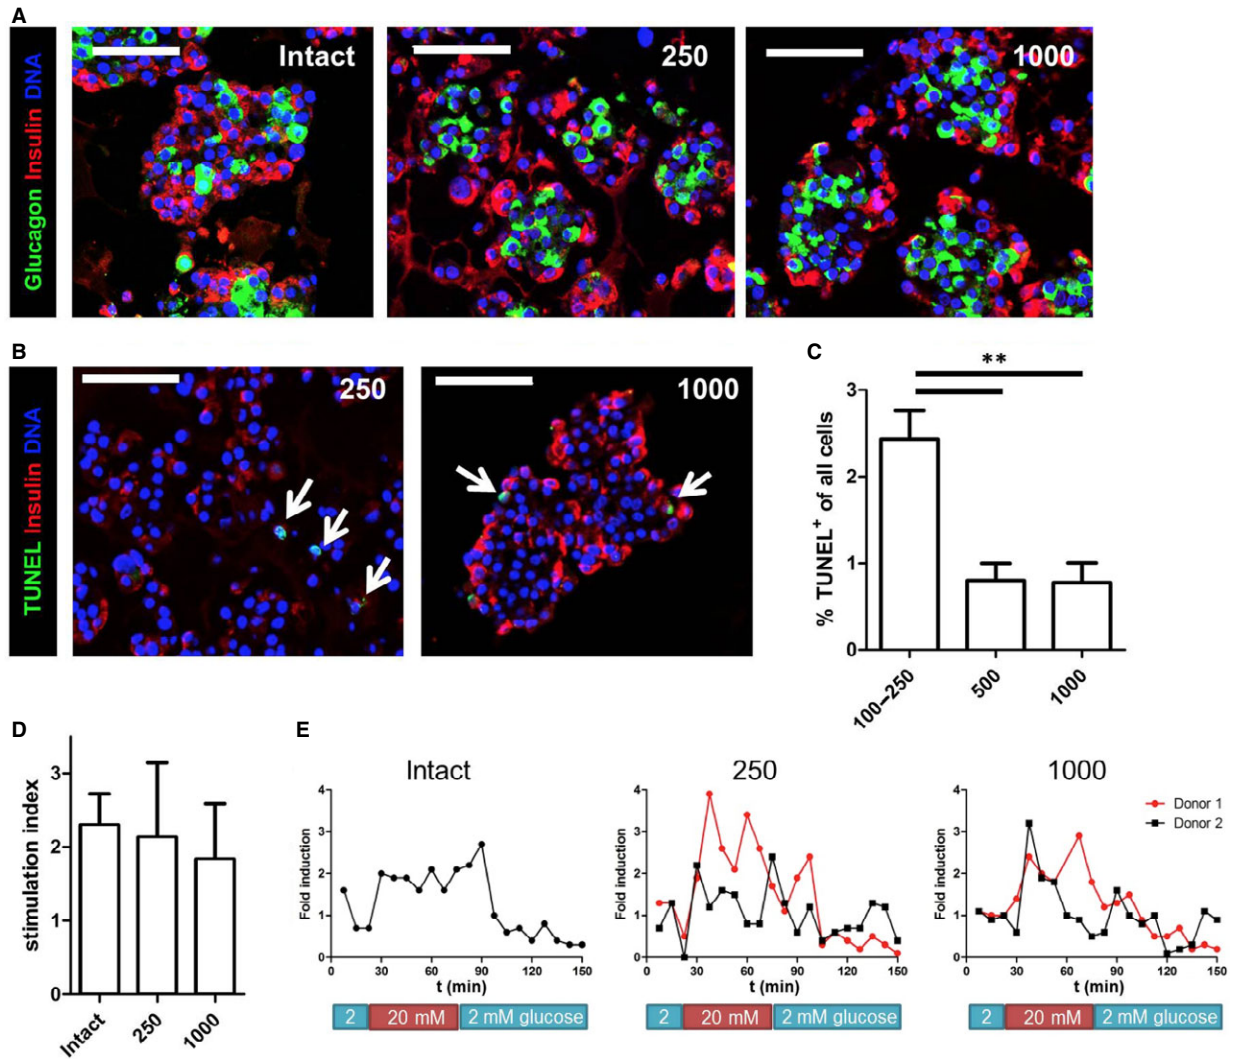 A
Glucagon Insulin DNA
Intact
250
1000
B
TUNEL Insulin DNA
250
1000
C
**
% TUNEL+ of all cells
3
2
1
0
100–250
500
1000
D
stimulation index
3
2
1
0
Intact
250
1000
E
Intact
Fold induction
4
3
2
1
0
0 30 60 90 120 150
t (min)
2 20 mM 2 mM glucose
250
Fold induction
4
3
2
1
0
0 30 60 90 120 150
t (min)
2 20 mM 2 mM glucose
1000
Donor 1
Donor 2
Fold induction
4
3
2
1
0
0 30 60 90 120 150
t (min)
2 20 mM 2 mM glucose